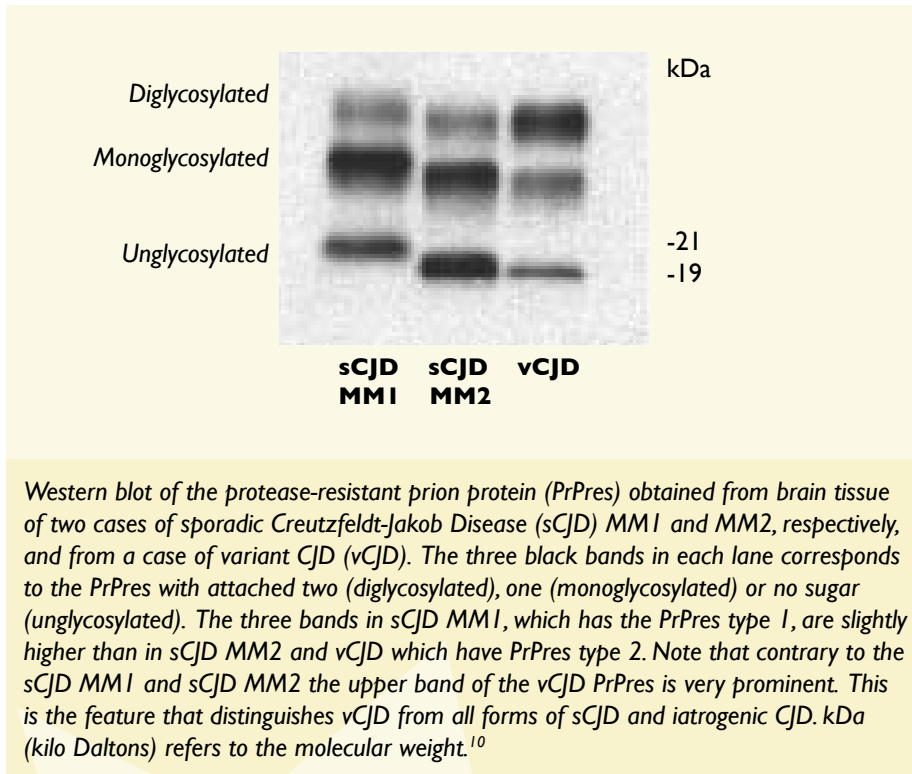 kDa
Diglycosylated
Monoglycosylated
Unglycosylated
-21
-19
sCJD sCJD vCJD
MM1 MM2
Western blot of the protease-resistant prion protein (PrPres) obtained from brain tissue
of two cases of sporadic Creutzfeldt-Jakob Disease (sCJD) MM1 and MM2, respectively,
and from a case of variant CJD (vCJD). The three black bands in each lane corresponds
to the PrPres with attached two (diglycosylated), one (monoglycosylated) or no sugar
(unglycosylated). The three bands in sCJD MM1, which has the PrPres type 1, are slightly
higher than in sCJD MM2 and vCJD which have PrPres type 2. Note that contrary to the
sCJD MM1 and sCJD MM2 the upper band of the vCJD PrPres is very prominent. This
is the feature that distinguishes vCJD from all forms of sCJD and iatrogenic CJD. kDa
(kilo Daltons) refers to the molecular weight.¹⁰